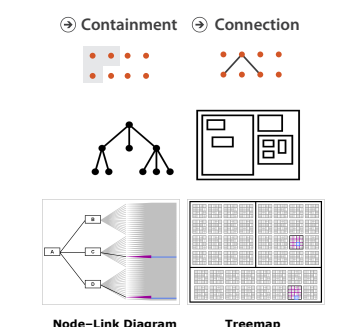 Containment Connection
B
A C
D
Node–Link Diagram Treemap